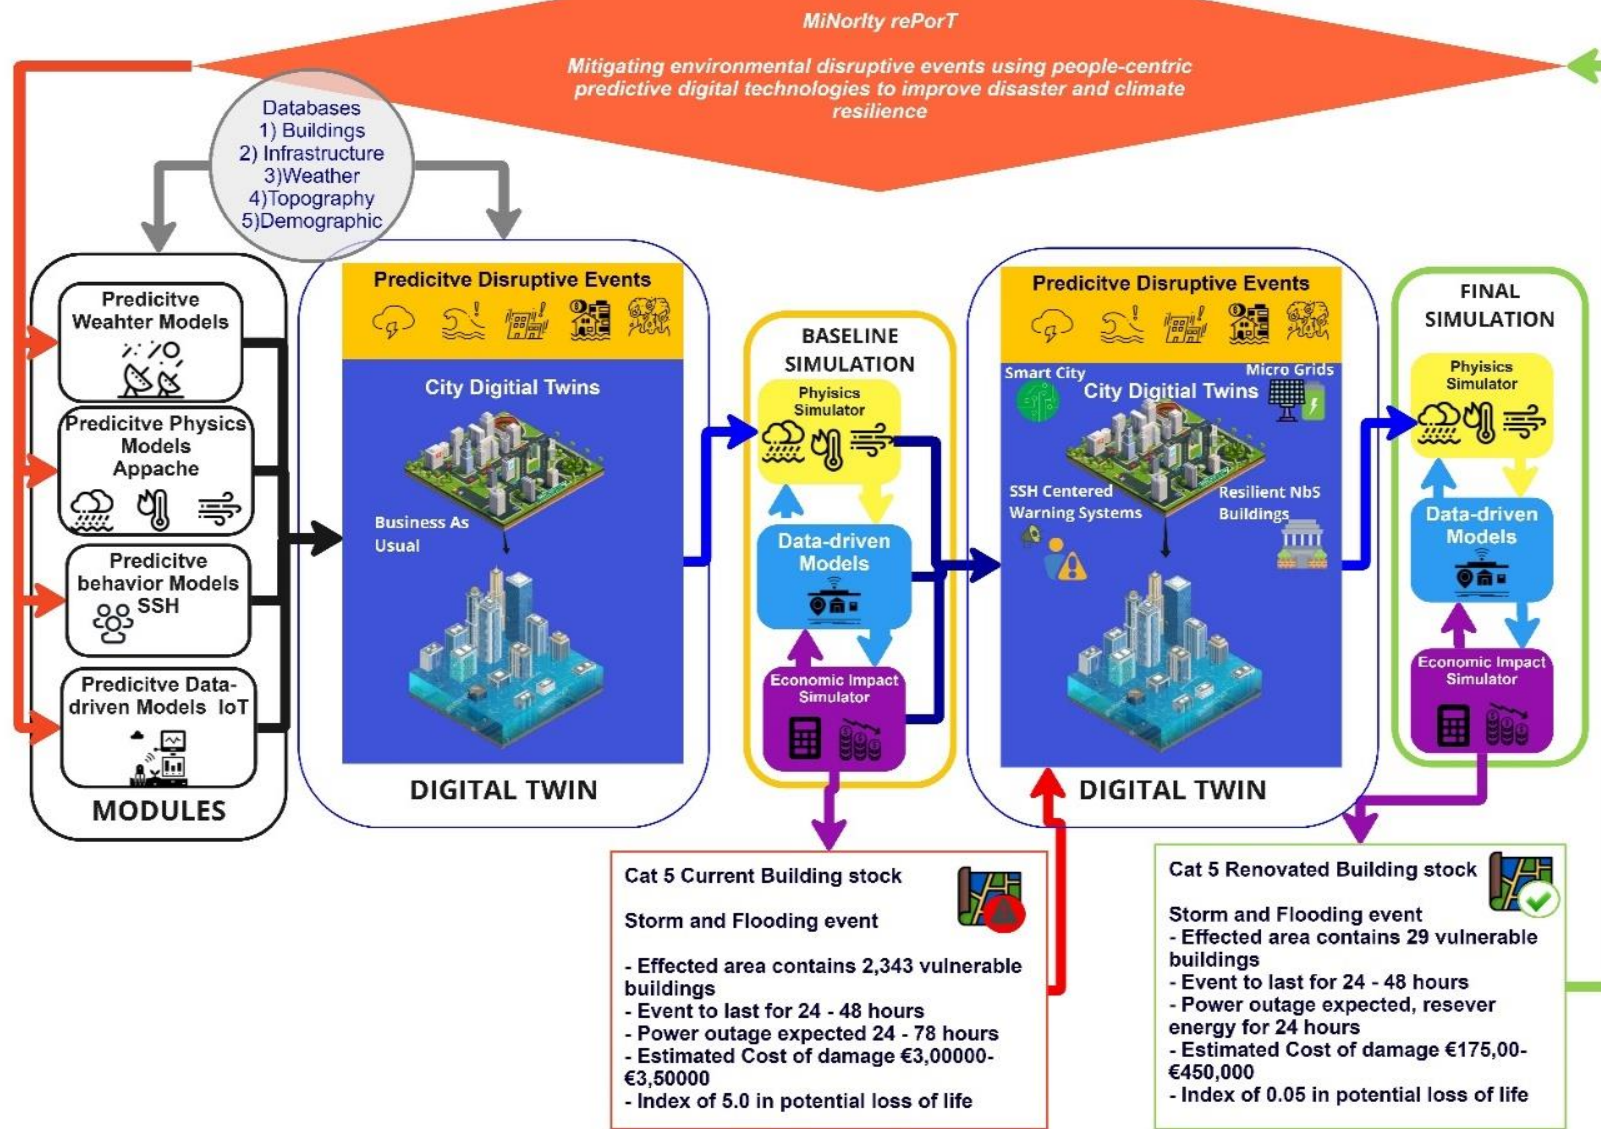 MiNorIty rePorT
Mitigating environmental disruptive events using people-centric
predictive digital technologies to improve disaster and climate
resilience
Databases
1) Buildings
2) Infrastructure
3)Weather
4)Topography
5)Demographic
Predicitve
Weahter Models
Predicitve Physics
Models
Appache
Predicitve
behavior Models
SSH
Predicitve Data-
driven Models IoT
MODULES
Predicitve Disruptive Events
City Digitial Twins
Business As
Usual
DIGITAL TWIN
BASELINE
SIMULATION
Phyisics
Simulator
Data-driven
Models
Economic Impact
Simulator
Predicitve Disruptive Events
Smart City
Micro Grids
City Digitial Twins
SSH Centered
Warning Systems
Resilient NbS
Buildings
DIGITAL TWIN
FINAL
SIMULATION
Phyisics
Simulator
Data-driven
Models
Economic Impact
Simulator
Cat 5 Current Building stock
Storm and Flooding event
- Effected area contains 2,343 vulnerable
buildings
- Event to last for 24 - 48 hours
- Power outage expected 24 - 78 hours
- Estimated Cost of damage €3,00000-
€3,50000
- Index of 5.0 in potential loss of life
Cat 5 Renovated Building stock
Storm and Flooding event
- Effected area contains 29 vulnerable
buildings
- Event to last for 24 - 48 hours
- Power outage expected, resever
energy for 24 hours
- Estimated Cost of damage €175,00-
€450,000
- Index of 0.05 in potential loss of life